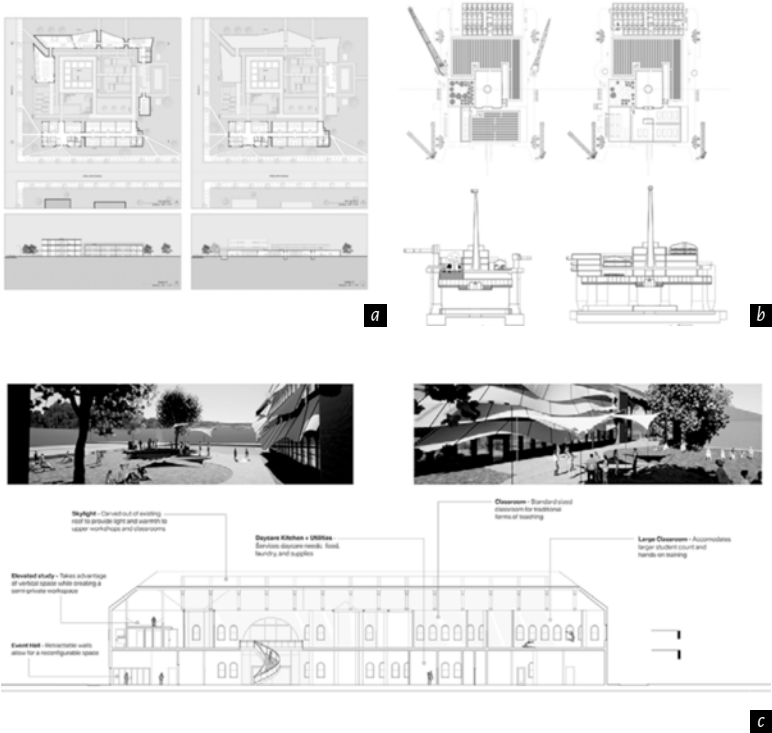 a
b
Skylight - Carved out of existing
roof to provide light and warmth to
upper workshops and classrooms
Classroom - Standard sized
classroom for traditional
forms of teaching
Daycare Kitchen + Utilities
Services daycare needs: food,
laundry, and supplies
Large Classroom - Accomodates
larger student count and
hands on training
Elevated study - Takes advantage
of vertical space while creating a
semi-private workspace
Event Hall - Retractable walls
allow for a reconfigurable space
c